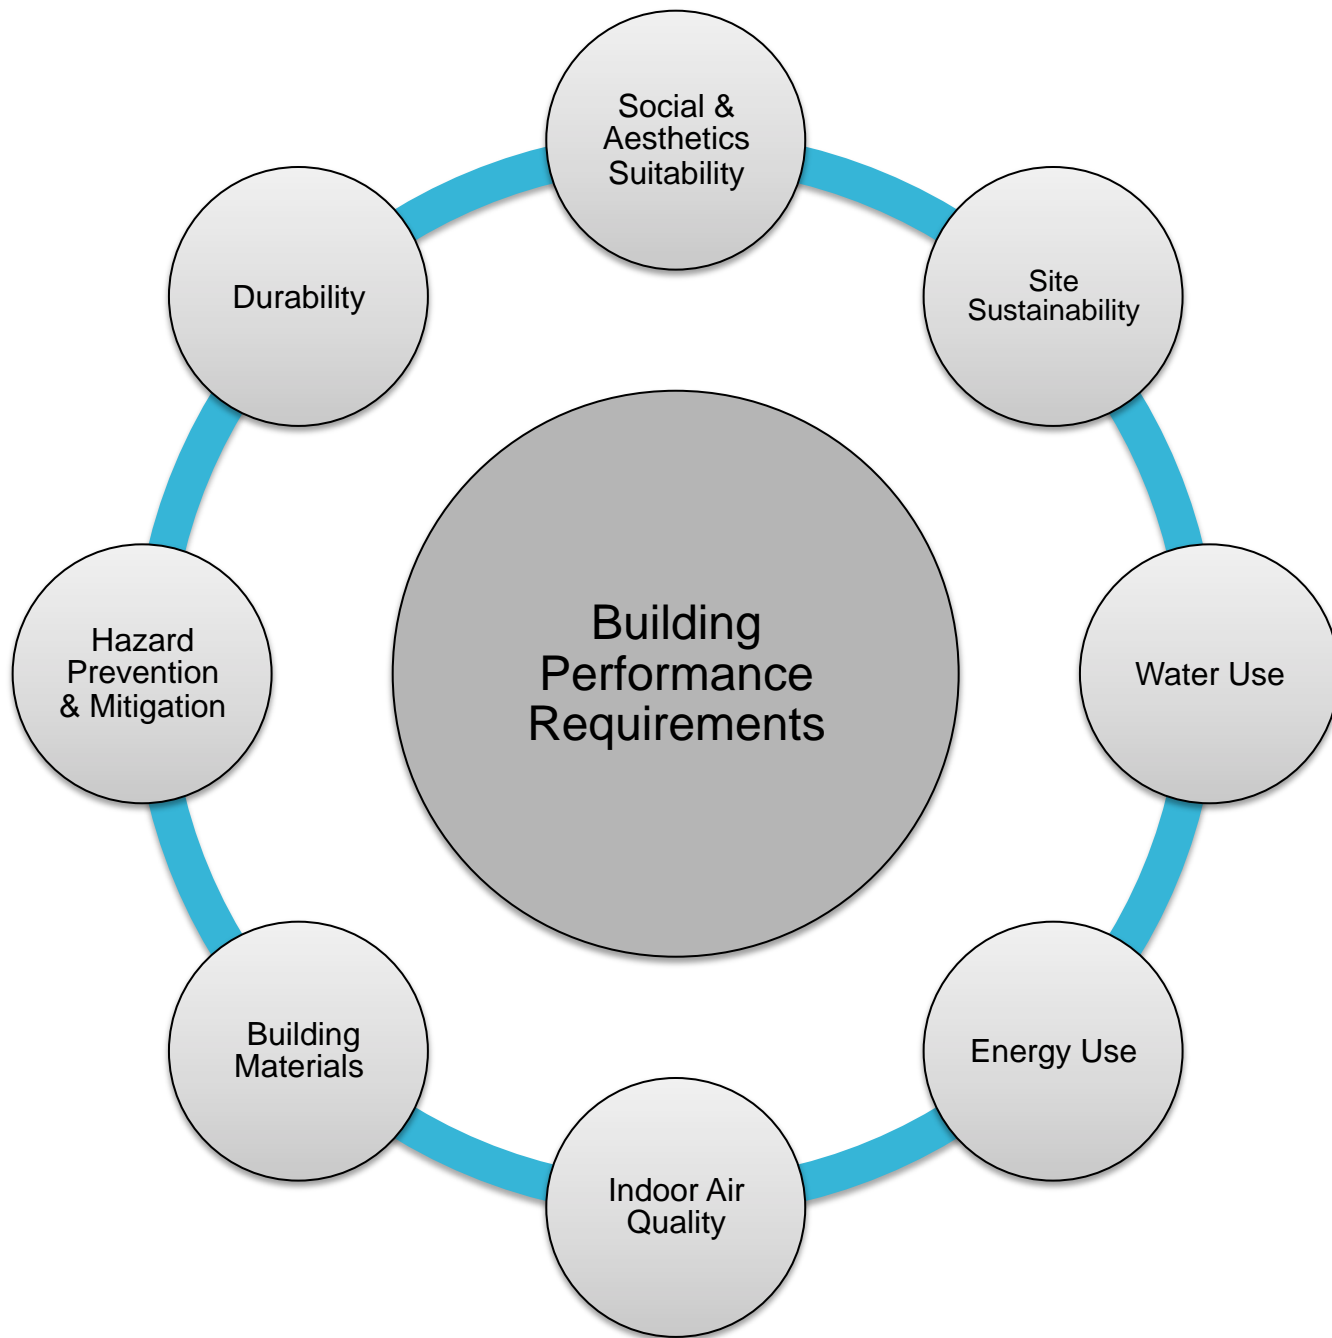 Social &
Aesthetics
Suitability
Site
Sustainability
Water Use
Energy Use
Indoor Air
Quality
Building
Materials
Hazard
Prevention
& Mitigation
Durability
Building
Performance
Requirements